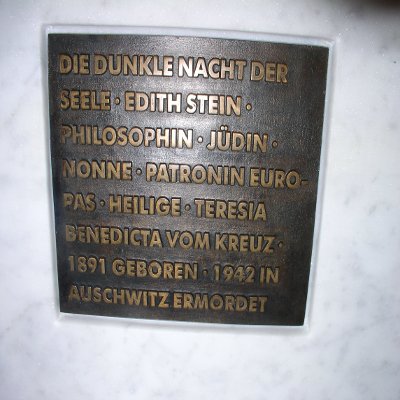 DIE DUNKLE NACHT DER
SEELE · EDITH STEIN ·
PHILOSOPHIN · JÜDIN ·
NONNE · PATRONIN EURO-
PAS · HEILIGE · TERESIA
BENEDICTA VOM KREUZ ·
1891 GEBOREN · 1942 IN
AUSCHWITZ ERMORDET